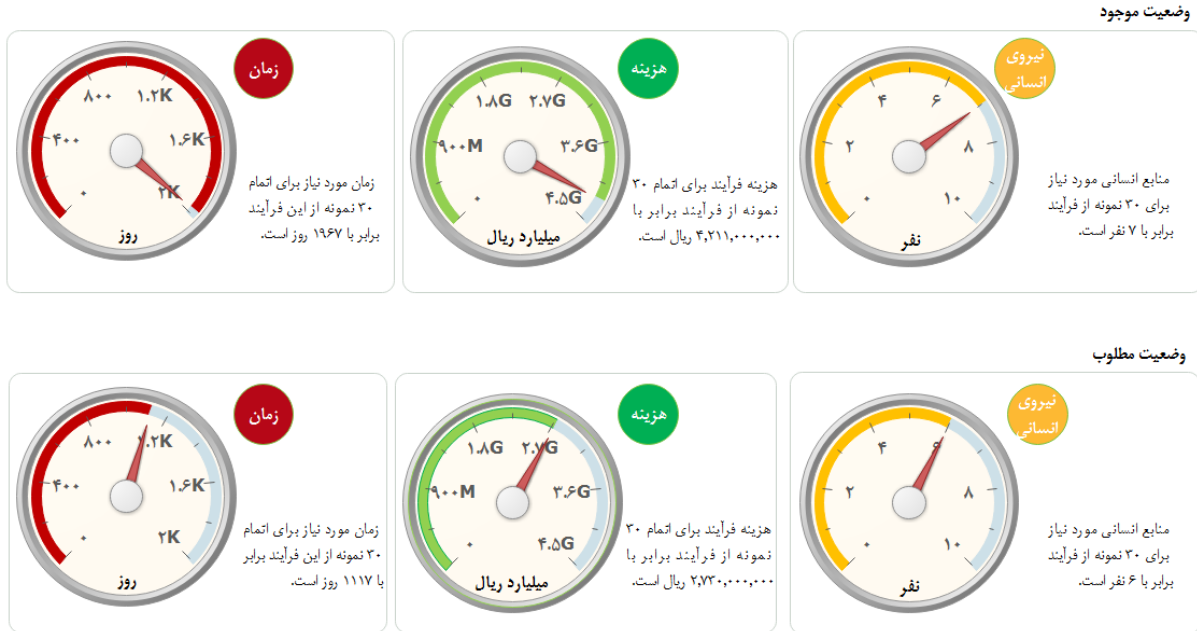 وضعیت موجود
نیروی
انسانی
۰
۲
۴
۶
۸
۱۰
نفر
منابع انسانی مورد نیاز
برای ۳۰ نمونه از فرآیند
برابر با ۷ نفر است.
هزینه
۰
۹۰۰M
۱.۸G
۲.۷G
۳.۶G
۴.۵G
میلیارد ریال
هزینه فرآیند برای اتمام ۳۰
نمونه از فرآیند برابر با
۴,۲۱۱,۰۰۰,۰۰۰ ریال است.
زمان
۰
۴۰۰
۸۰۰
۱.۲K
۱.۶K
۲K
روز
زمان مورد نیاز برای اتمام
۳۰ نمونه از این فرآیند
برابر با ۱۹۶۷ روز است.
وضعیت مطلوب
نیروی
انسانی
۰
۲
۴
۶
۸
۱۰
نفر
منابع انسانی مورد نیاز
برای ۳۰ نمونه از فرآیند
برابر با ۶ نفر است.
هزینه
۰
۹۰۰M
۱.۸G
۲.۷G
۳.۶G
۴.۵G
میلیارد ریال
هزینه فرآیند برای اتمام ۳۰
نمونه از فرآیند برابر با
۲,۷۳۰,۰۰۰,۰۰۰ ریال است.
زمان
۰
۴۰۰
۸۰۰
۱.۲K
۱.۶K
۲K
روز
زمان مورد نیاز برای اتمام
۳۰ نمونه از این فرآیند برابر
با ۱۱۱۷ روز است.